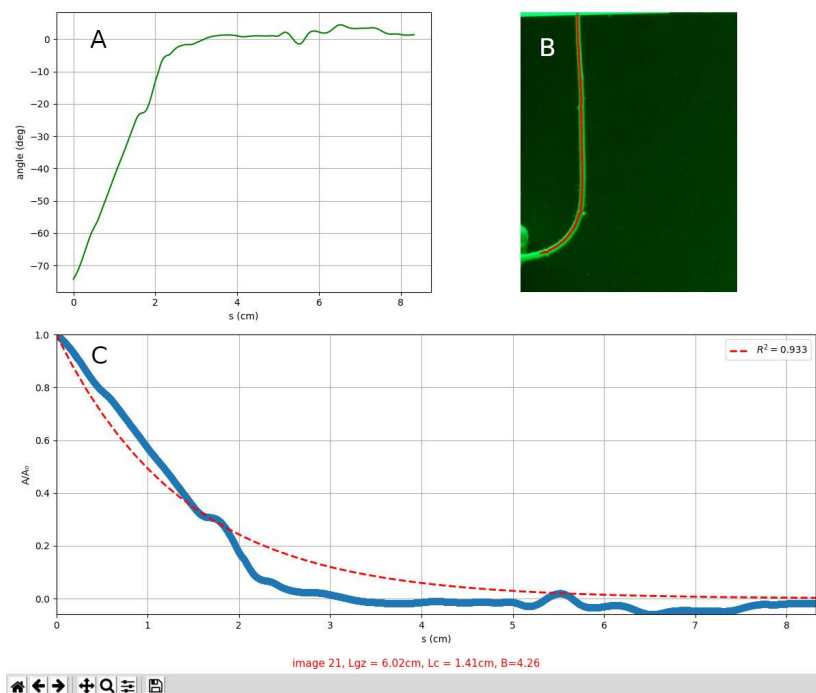 A
B
angle (deg)
0
−10
−20
−30
−40
−50
−60
−70
0 2 4 6 8
s (cm)
C
R² = 0.933
A/A₀
1.0
0.8
0.6
0.4
0.2
0.0
0 1 2 3 4 5 6 7 8
s (cm)
image 21, Lgz = 6.02cm, Lc = 1.41cm, B=4.26